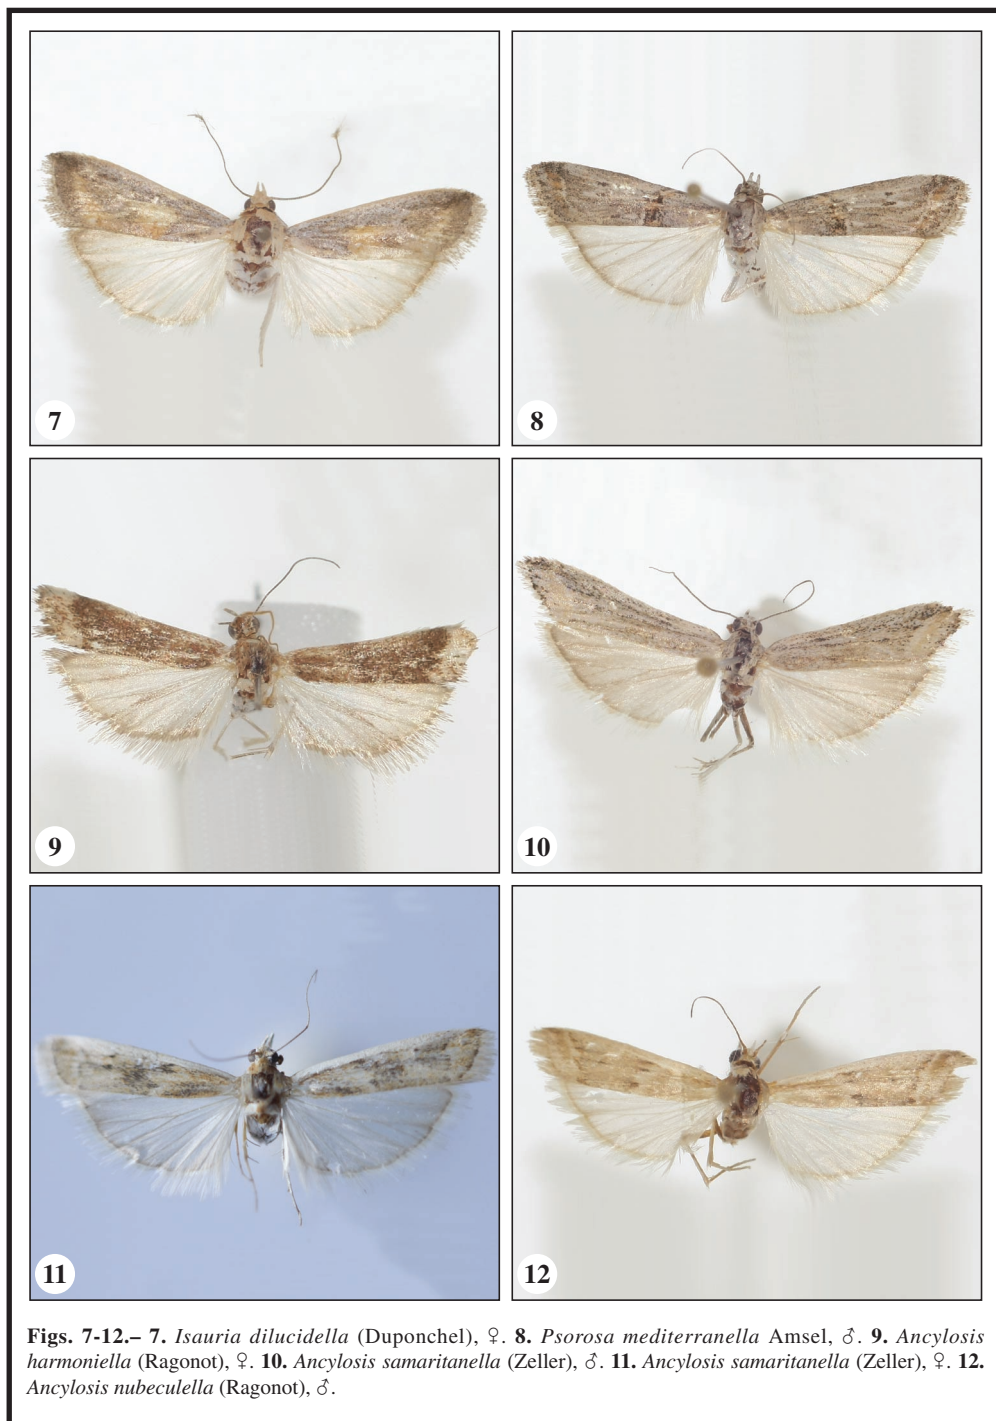 7
8
9
10
11
12
Figs. 7-12.– 7. Isauria dilucidella (Duponchel), ♀. 8. Psorosa mediterranella Amsel, ♂. 9. Ancylosis
harmoniella (Ragonot), ♀. 10. Ancylosis samaritanella (Zeller), ♂. 11. Ancylosis samaritanella (Zeller), ♀. 12.
Ancylosis nubeculella (Ragonot), ♂.